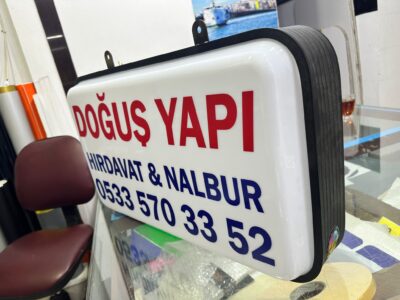 DOĞUŞ YAPI
HIRDAVAT & NALBUR
0533 570 33 52